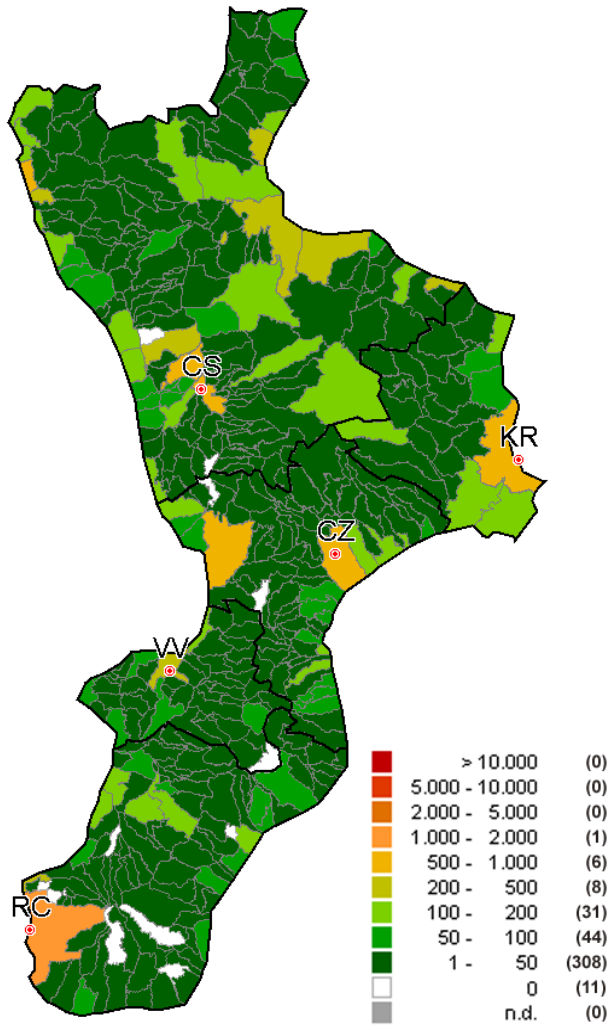 CS
KR
CZ
VV
RC
> 10.000 (0)
5.000 - 10.000 (0)
2.000 - 5.000 (0)
1.000 - 2.000 (1)
500 - 1.000 (6)
200 - 500 (8)
100 - 200 (31)
50 - 100 (44)
1 - 50 (308)
0 (11)
n.d. (0)